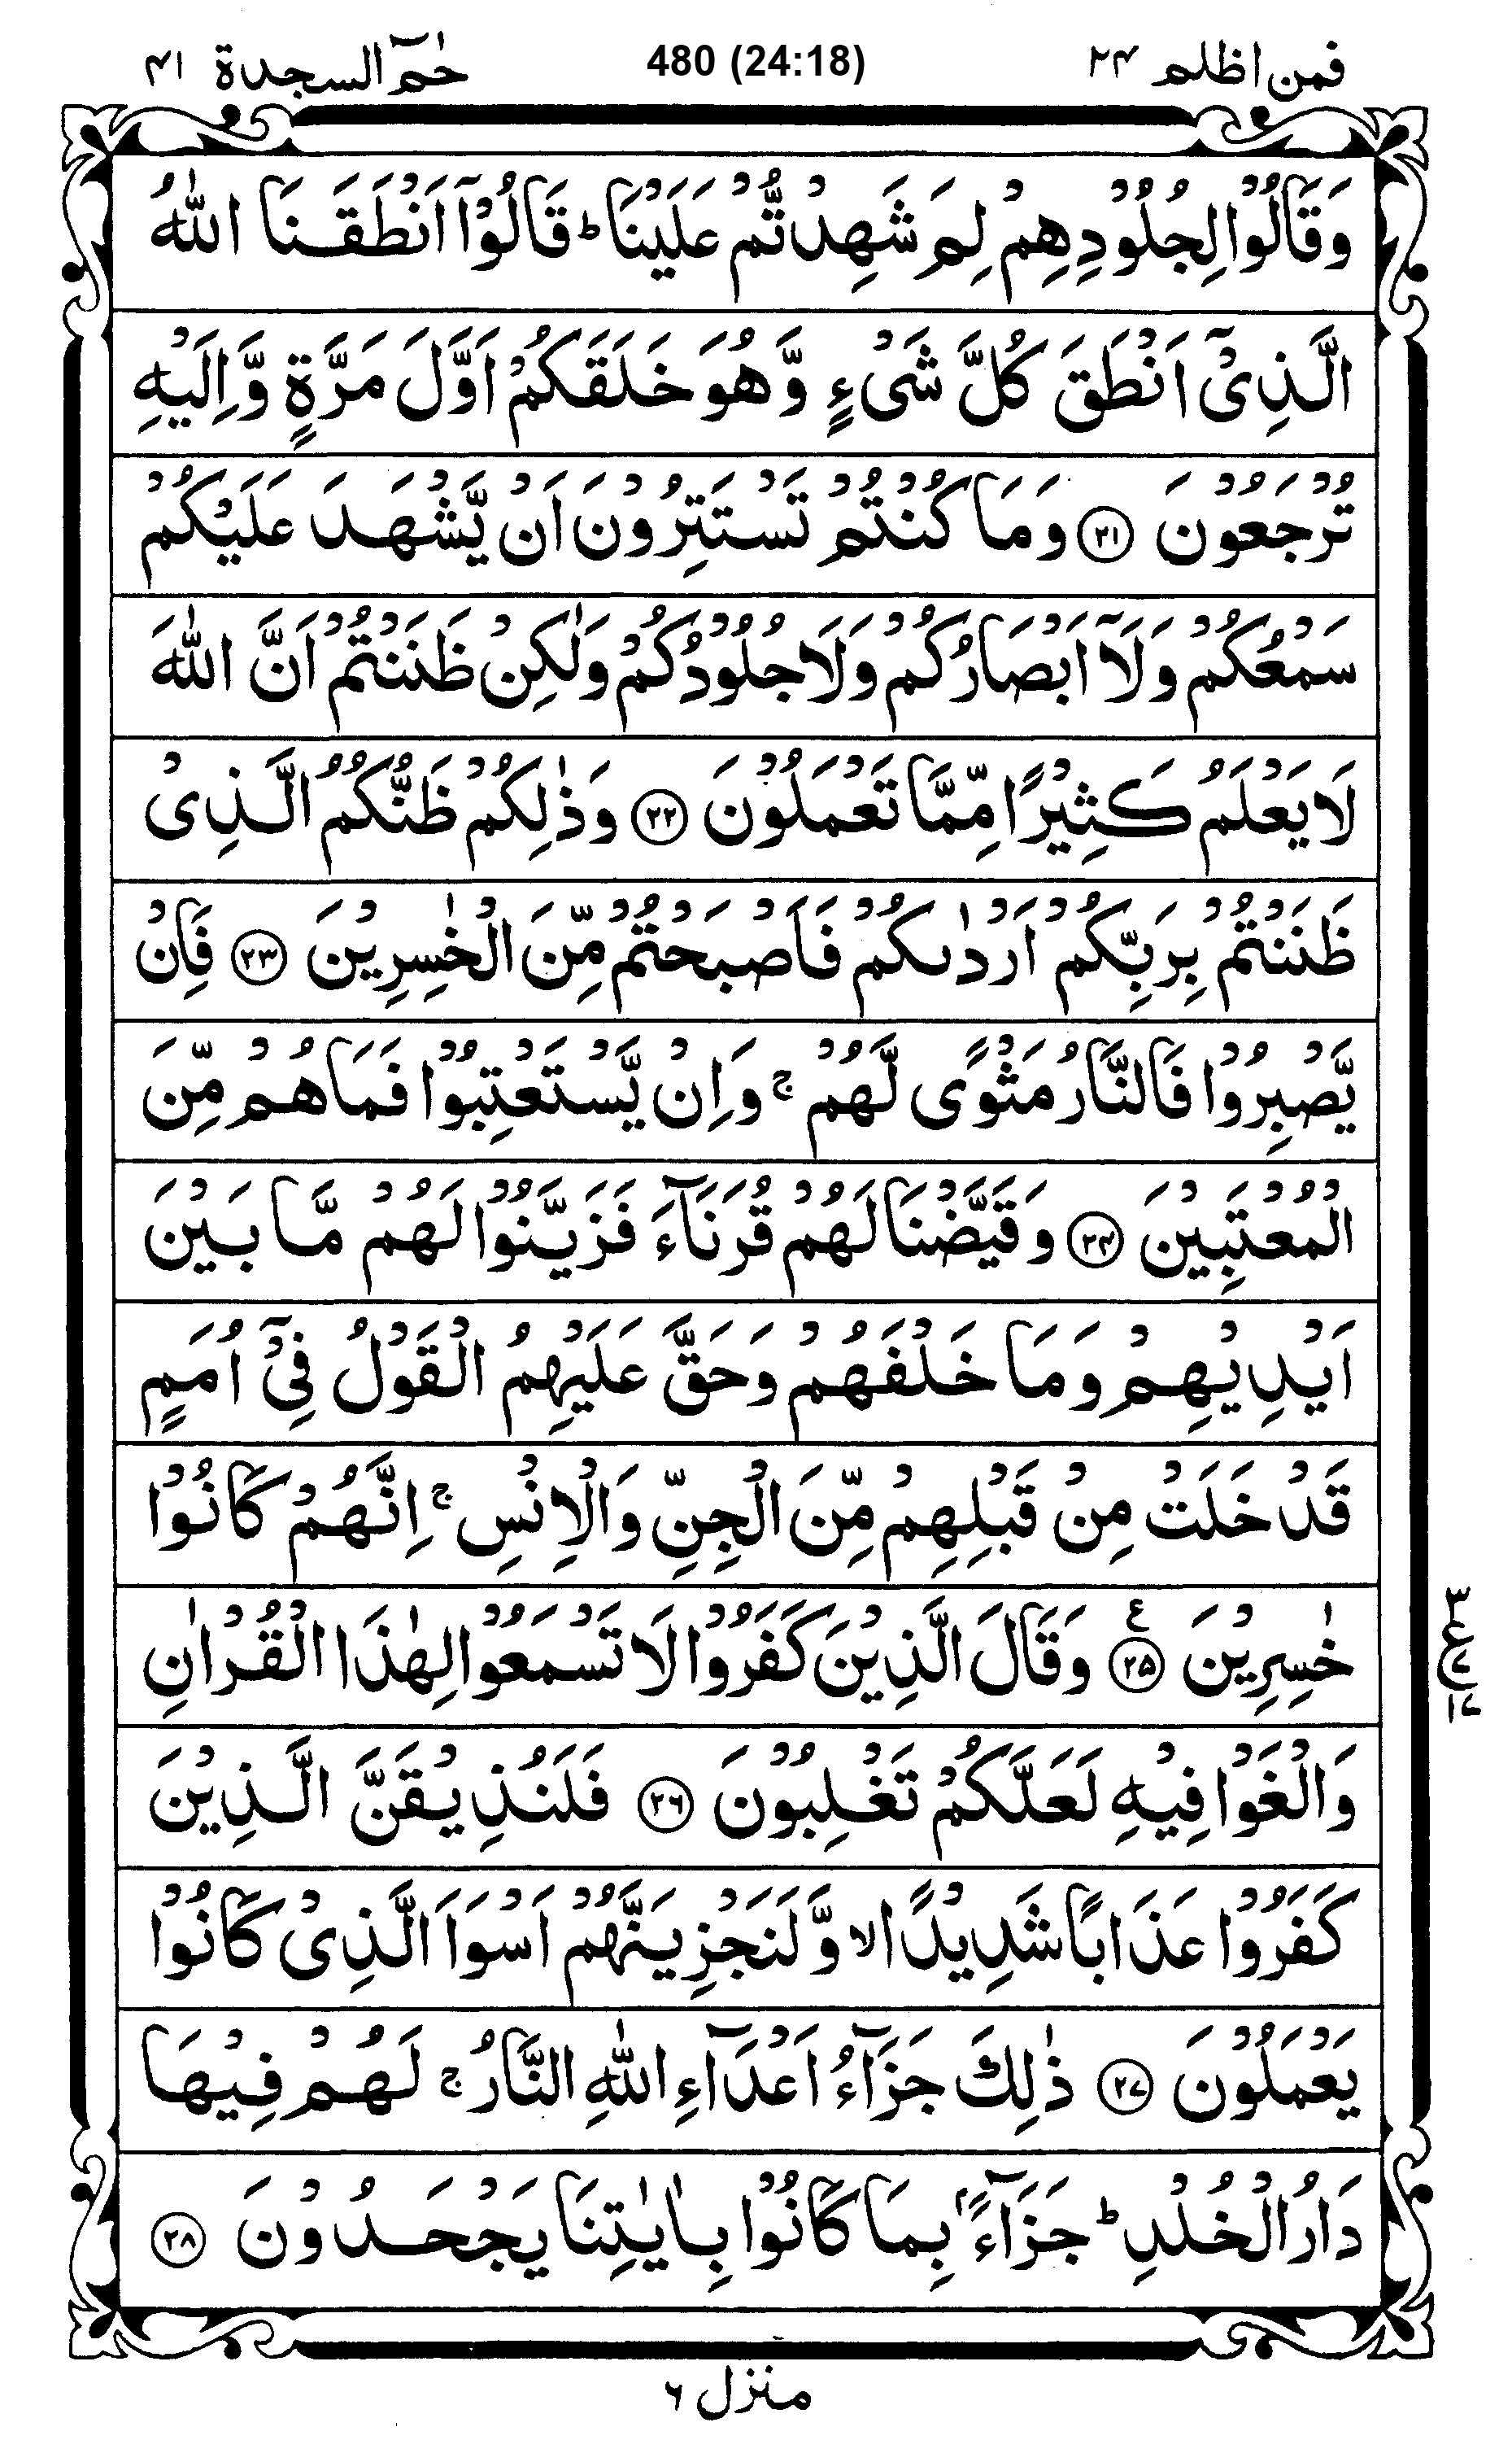 فمن اظلم ۲۴ 480 (24:18) حٰمٓ السجدة ۴۱
وَقَالُوْا لِجُلُوْدِهِمْ لِمَ شَهِدْتُّمْ عَلَيْنَا ؕ قَالُوْٓا اَنْطَقَنَا اللّٰهُ
الَّذِىْٓ اَنْطَقَ كُلَّ شَىْءٍ وَّهُوَ خَلَقَكُمْ اَوَّلَ مَرَّةٍ وَّاِلَيْهِ
تُرْجَعُوْنَ ﴿۲۱﴾ وَمَا كُنْتُمْ تَسْتَتِرُوْنَ اَنْ يَّشْهَدَ عَلَيْكُمْ
سَمْعُكُمْ وَلَآ اَبْصَارُكُمْ وَلَا جُلُوْدُكُمْ وَلٰكِنْ ظَنَنْتُمْ اَنَّ اللّٰهَ
لَا يَعْلَمُ كَثِيْرًا مِّمَّا تَعْمَلُوْنَ ﴿۲۲﴾ وَذٰلِكُمْ ظَنُّكُمُ الَّذِىْ
ظَنَنْتُمْ بِرَبِّكُمْ اَرْدٰىكُمْ فَاَصْبَحْتُمْ مِّنَ الْخٰسِرِيْنَ ﴿۲۳﴾ فَاِنْ
يَّصْبِرُوْا فَالنَّارُ مَثْوًى لَّهُمْ ۚ وَاِنْ يَّسْتَعْتِبُوْا فَمَا هُمْ مِّنَ
الْمُعْتَبِيْنَ ﴿۲۴﴾ وَقَيَّضْنَا لَهُمْ قُرَنَآءَ فَزَيَّنُوْا لَهُمْ مَّا بَيْنَ
اَيْدِيْهِمْ وَمَا خَلْفَهُمْ وَحَقَّ عَلَيْهِمُ الْقَوْلُ فِىْٓ اُمَمٍ
قَدْ خَلَتْ مِنْ قَبْلِهِمْ مِّنَ الْجِنِّ وَالْاِنْسِ ۚ اِنَّهُمْ كَانُوْا
خٰسِرِيْنَ ﴿۲۵﴾ ع وَقَالَ الَّذِيْنَ كَفَرُوْا لَا تَسْمَعُوْا لِهٰذَا الْقُرْاٰنِ
وَالْغَوْا فِيْهِ لَعَلَّكُمْ تَغْلِبُوْنَ ﴿۲۶﴾ فَلَنُذِيْقَنَّ الَّذِيْنَ
كَفَرُوْا عَذَابًا شَدِيْدًا ۙ وَّلَنَجْزِيَنَّهُمْ اَسْوَاَ الَّذِىْ كَانُوْا
يَعْمَلُوْنَ ﴿۲۷﴾ ذٰلِكَ جَزَآءُ اَعْدَآءِ اللّٰهِ النَّارُ ۚ لَهُمْ فِيْهَا
دَارُ الْخُلْدِ ؕ جَزَآءًۢ بِمَا كَانُوْا بِاٰيٰتِنَا يَجْحَدُوْنَ ﴿۲۸﴾
منزل ۶